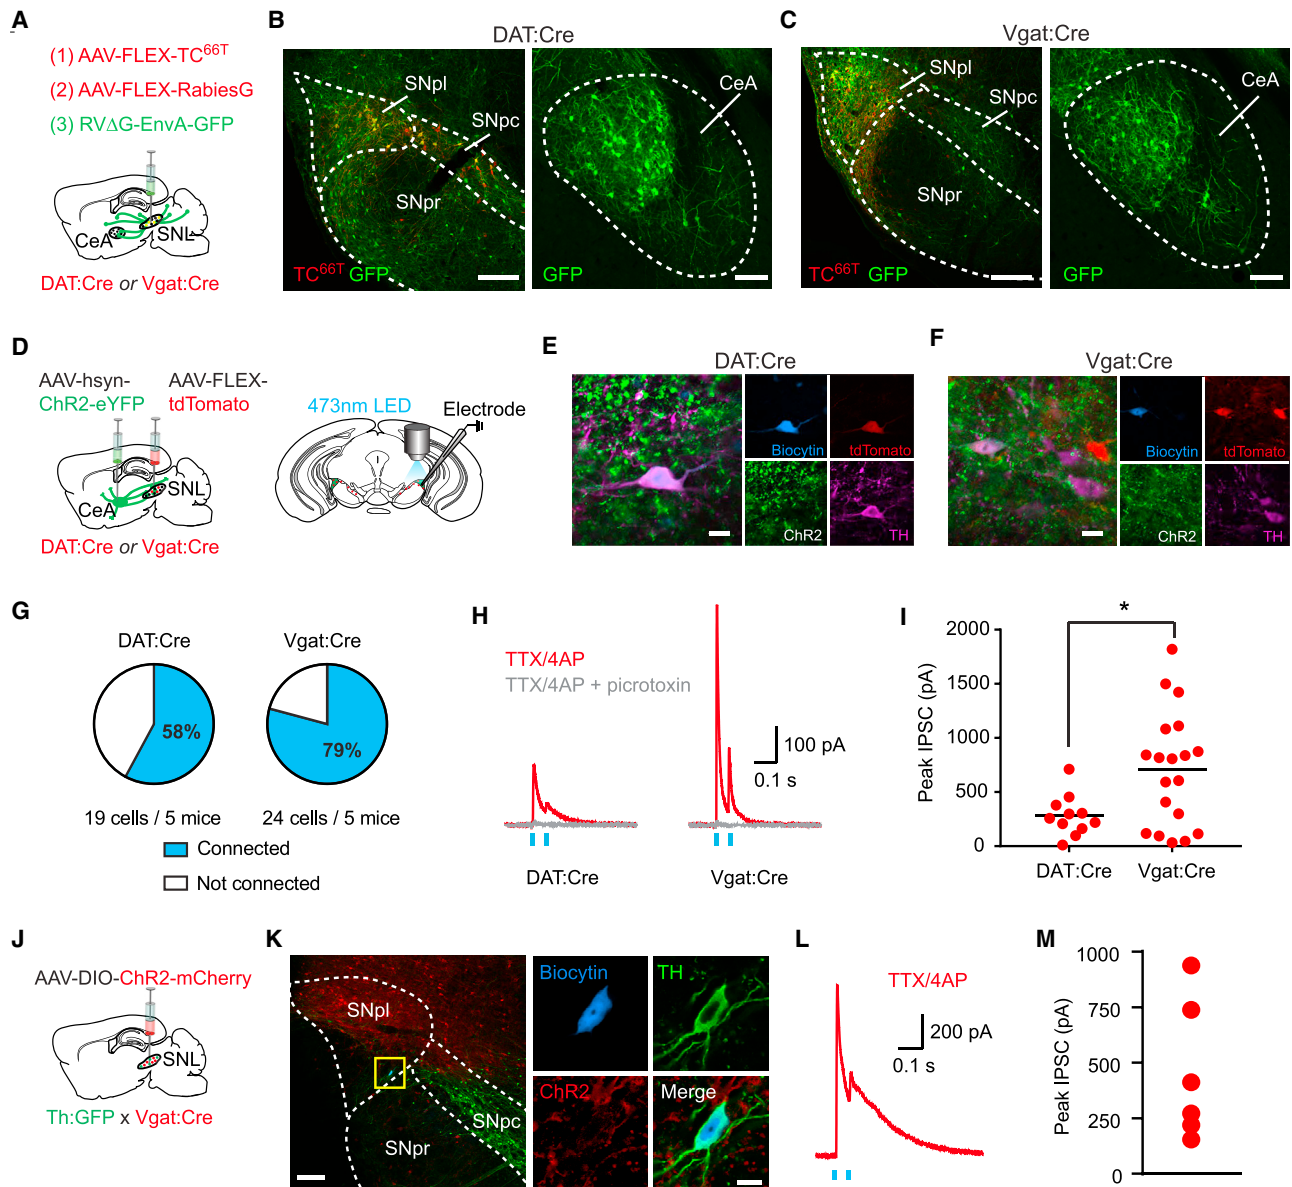 A
(1) AAV-FLEX-TC66T
(2) AAV-FLEX-RabiesG
(3) RVΔG-EnvA-GFP
CeA
SNL
DAT:Cre or Vgat:Cre
B
DAT:Cre
SNpl
SNpc
SNpr
TC66T GFP
CeA
GFP
C
Vgat:Cre
SNpl
SNpc
SNpr
TC66T GFP
CeA
GFP
D
AAV-hsyn-
ChR2-eYFP
AAV-FLEX-
tdTomato
CeA
SNL
DAT:Cre or Vgat:Cre
473nm LED
Electrode
E
DAT:Cre
Biocytin
tdTomato
ChR2
TH
F
Vgat:Cre
Biocytin
tdTomato
ChR2
TH
G
DAT:Cre
Vgat:Cre
58%
79%
19 cells / 5 mice
24 cells / 5 mice
Connected
Not connected
H
TTX/4AP
TTX/4AP + picrotoxin
100 pA
0.1 s
DAT:Cre
Vgat:Cre
I
*
Peak IPSC (pA)
2000
1500
1000
500
0
DAT:Cre
Vgat:Cre
J
AAV-DIO-ChR2-mCherry
SNL
Th:GFP x Vgat:Cre
K
SNpl
SNpc
SNpr
Biocytin
TH
ChR2
Merge
L
TTX/4AP
200 pA
0.1 s
M
Peak IPSC (pA)
1000
750
500
250
0